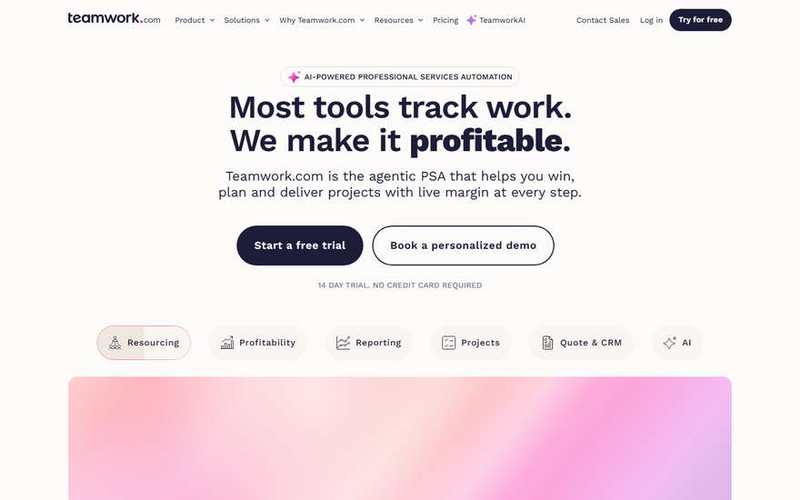 teamwork.com Product Solutions Why Teamwork.com Resources Pricing TeamworkAI Contact Sales Log in Try for free
AI-POWERED PROFESSIONAL SERVICES AUTOMATION
Most tools track work.
We make it profitable.
Teamwork.com is the agentic PSA that helps you win,
plan and deliver projects with live margin at every step.
Start a free trial Book a personalized demo
14 DAY TRIAL. NO CREDIT CARD REQUIRED
Resourcing Profitability Reporting Projects Quote & CRM AI